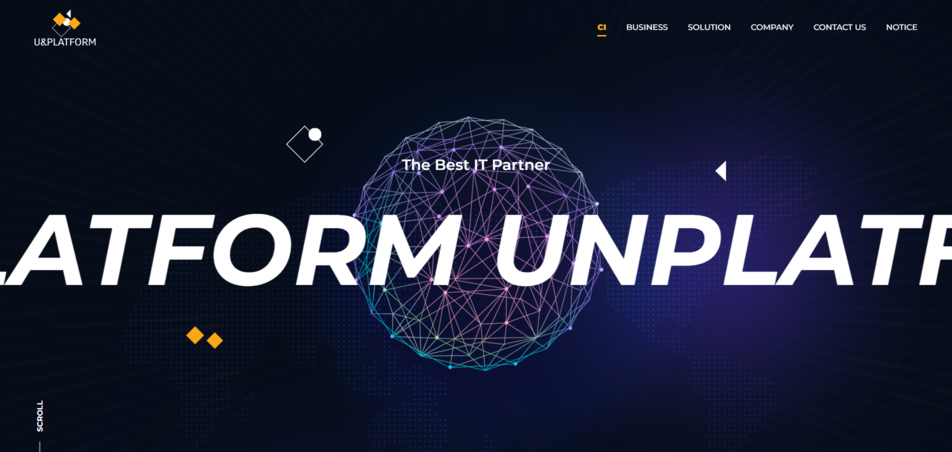 U&PLATFORM
CI BUSINESS SOLUTION COMPANY CONTACT US NOTICE
The Best IT Partner
LATFORM UNPLATF
SCROLL